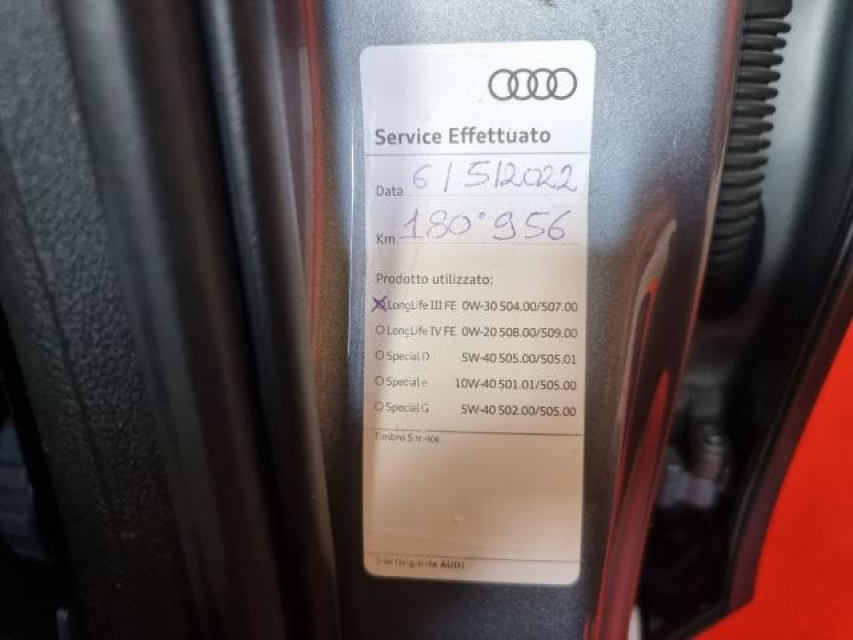 Service Effettuato
Data 6/5/2022
Km 180°956
Prodotto utilizzato:
LongLife III FE 0W-30 504.00/507.00
LongLife IV FE 0W-20 508.00/509.00
Special D 5W-40 505.00/505.01
Special e 10W-40 501.01/505.00
Special G 5W-40 502.00/505.00
Timbro Service
AUDI